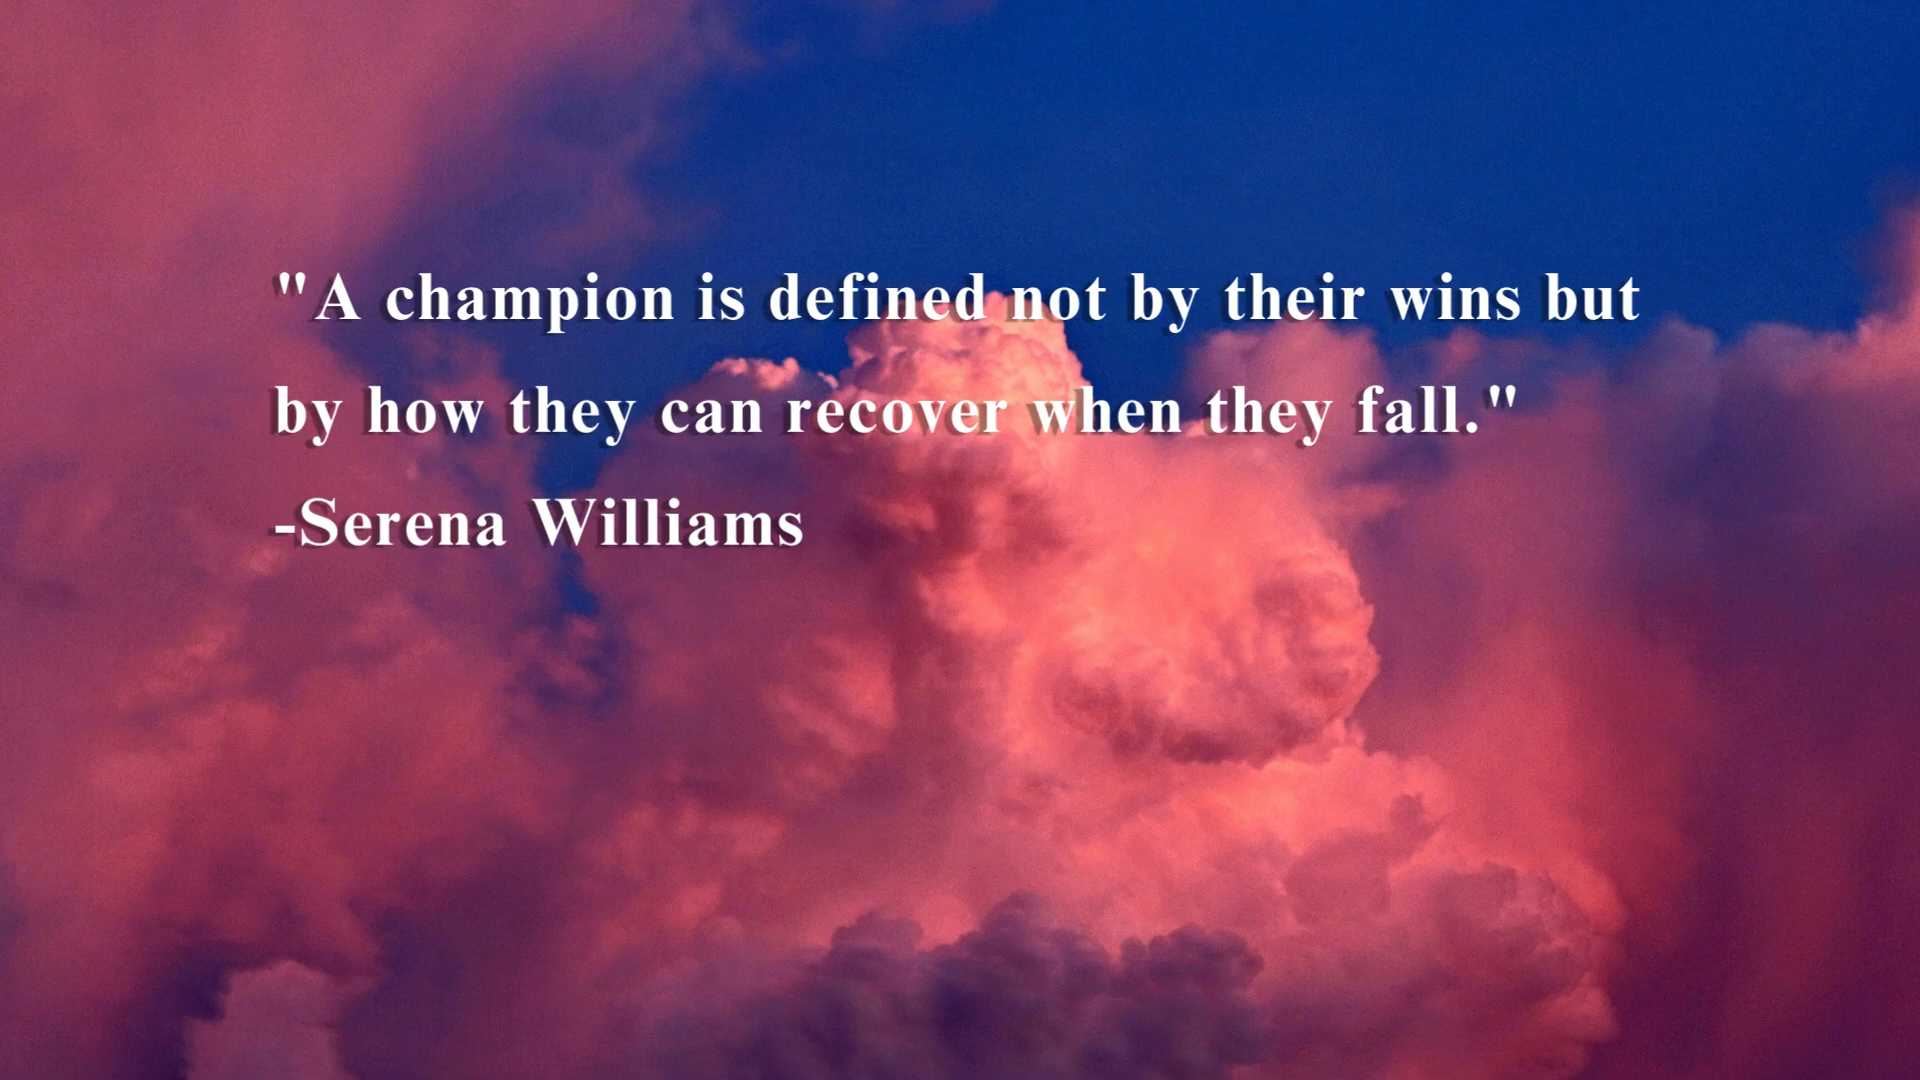 "A champion is defined not by their wins but
by how they can recover when they fall."
-Serena Williams